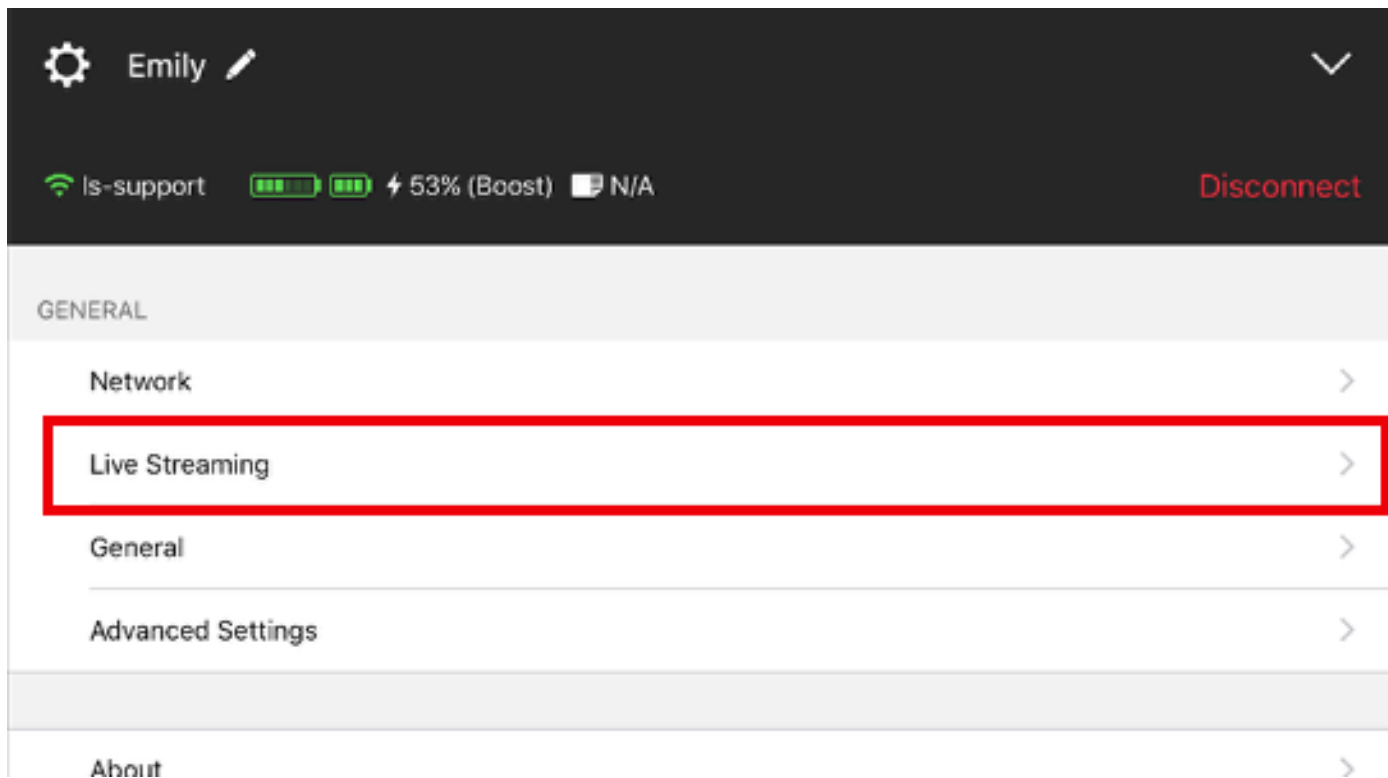 Emily
ls-support 53% (Boost) N/A Disconnect
GENERAL
Network
Live Streaming
General
Advanced Settings
About